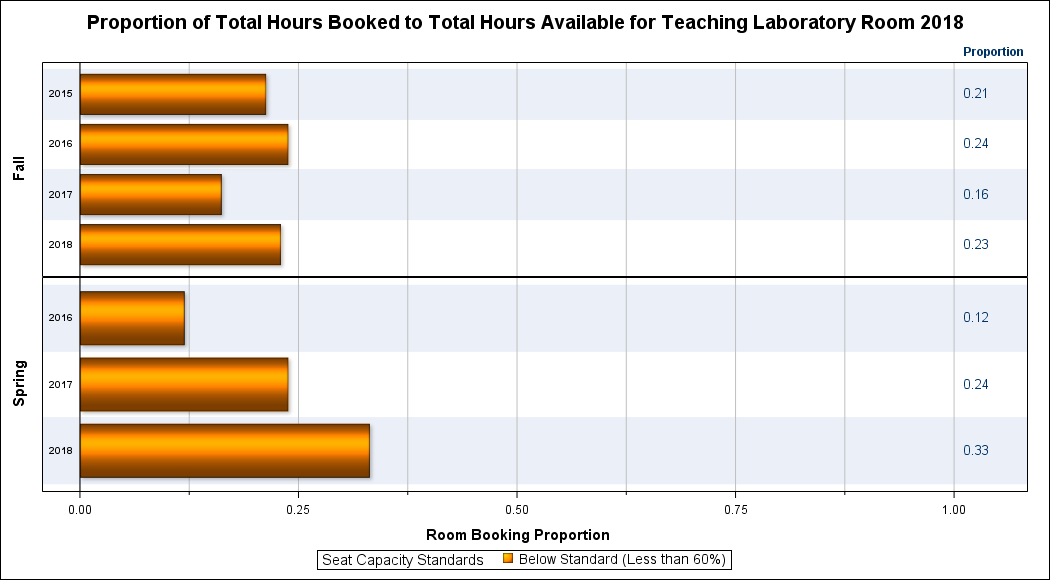 Proportion of Total Hours Booked to Total Hours Available for Teaching Laboratory Room 2018
Proportion
Fall
2015 0.21
2016 0.24
2017 0.16
2018 0.23
Spring
2016 0.12
2017 0.24
2018 0.33
0.00 0.25 0.50 0.75 1.00
Room Booking Proportion
Seat Capacity Standards Below Standard (Less than 60%)